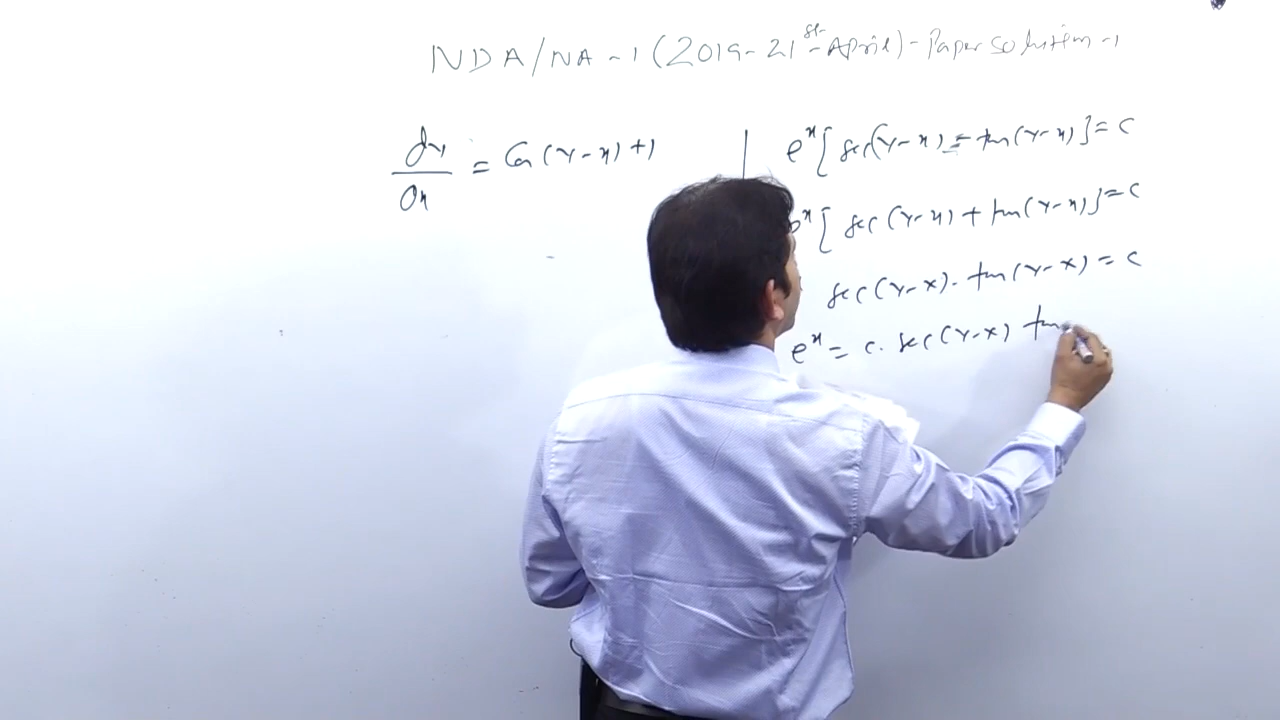 NDA/NA-1 (2019-21st-April)-Paper solution-1
dy/dx = Cos(y-x)+1
e^x[sec(y-x) - tan(y-x)] = c
e^x[sec(y-x) + tan(y-x)] = c
sec(y-x). tan(y-x) = c
e^x = c. sec(y-x) tan